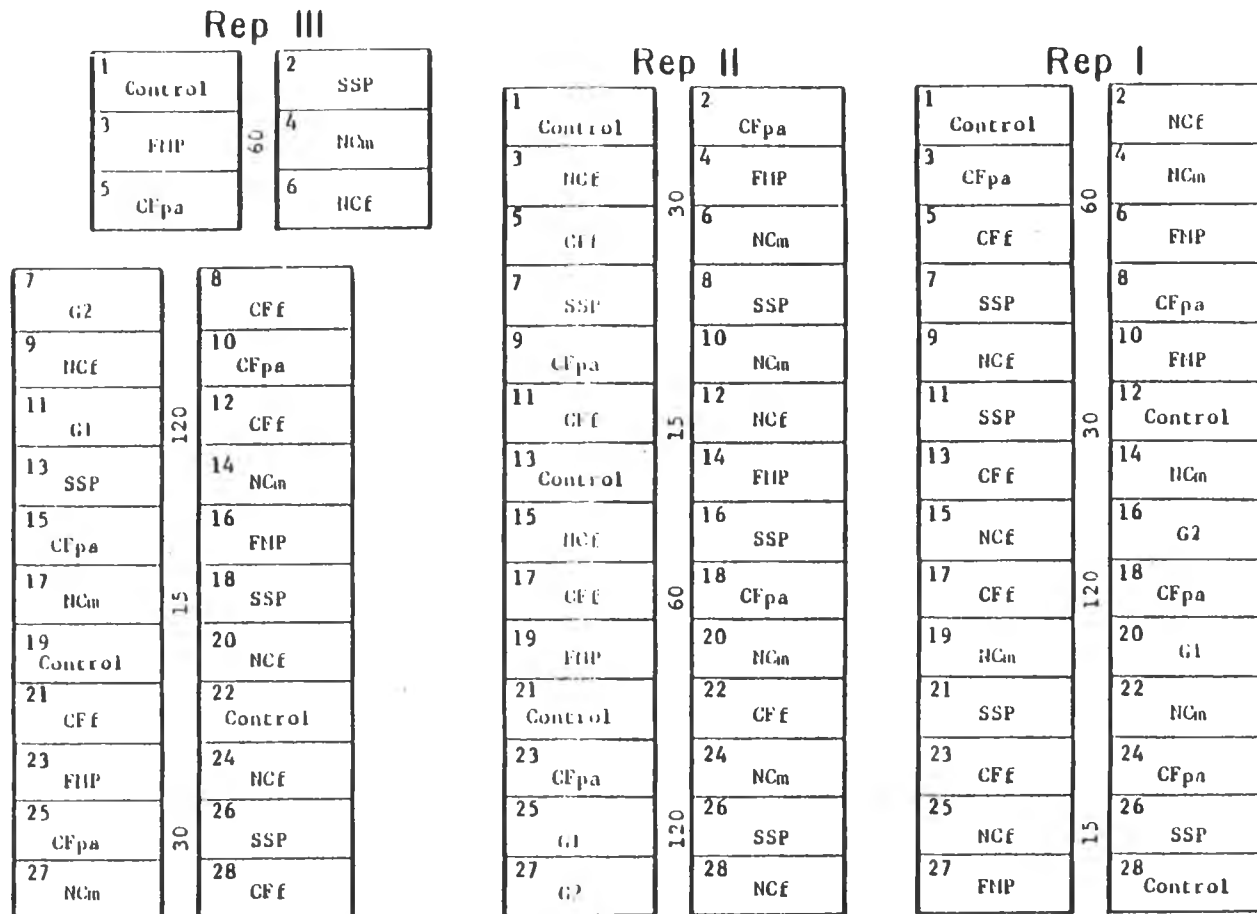 Rep III
1 Control
2 SSP
3 FMP
60
4 NCm
5 CFpa
6 NCf
7 G2
8 CFf
9 NCf
10 CFpa
11 G1
120
12 CFf
13 SSP
14 NCm
15 CFpa
16 FMP
17 NCm
15
18 SSP
19 Control
20 NCf
21 CFf
22 Control
23 FMP
24 NCf
25 CFpa
30
26 SSP
27 NCm
28 CFf
Rep II
1 Control
2 CFpa
3 NCf
30
4 FMP
5 CFf
6 NCm
7 SSP
8 SSP
9 CFpa
10 NCm
11 CFf
15
12 NCf
13 Control
14 FMP
15 NCf
16 SSP
17 CFf
60
18 CFpa
19 FMP
20 NCm
21 Control
22 CFf
23 CFpa
24 NCm
25 G1
120
26 SSP
27 G2
28 NCf
Rep I
1 Control
2 NCf
3 CFpa
60
4 NCm
5 CFf
6 FMP
7 SSP
8 CFpa
9 NCf
10 FMP
11 SSP
30
12 Control
13 CFf
14 NCm
15 NCf
16 G2
17 CFf
120
18 CFpa
19 NCm
20 G1
21 SSP
22 NCm
23 CFf
24 CFpa
25 NCf
15
26 SSP
27 FMP
28 Control